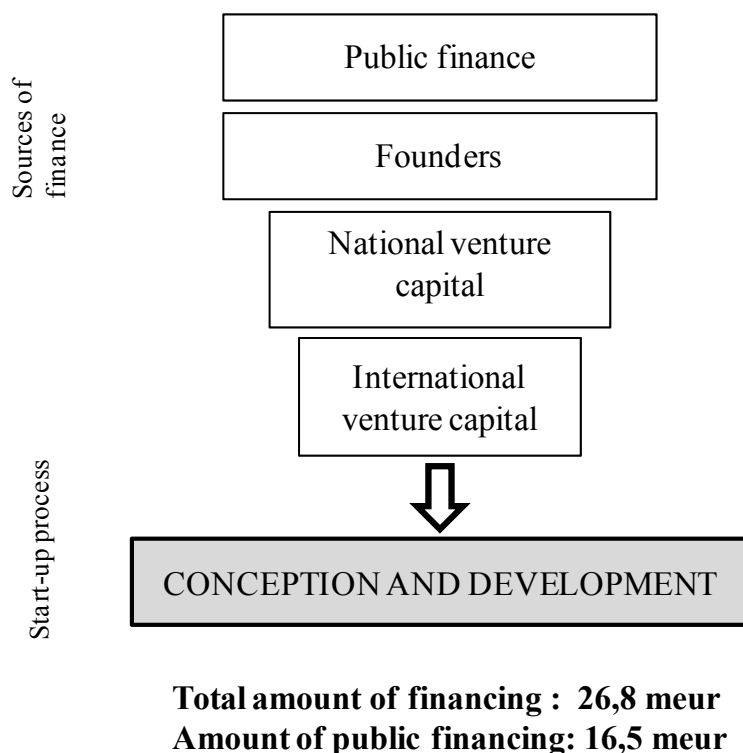 Sources of
finance
Public finance
Founders
National venture
capital
International
venture capital
Start-up process
CONCEPTION AND DEVELOPMENT
Total amount of financing : 26,8 meur
Amount of public financing: 16,5 meur